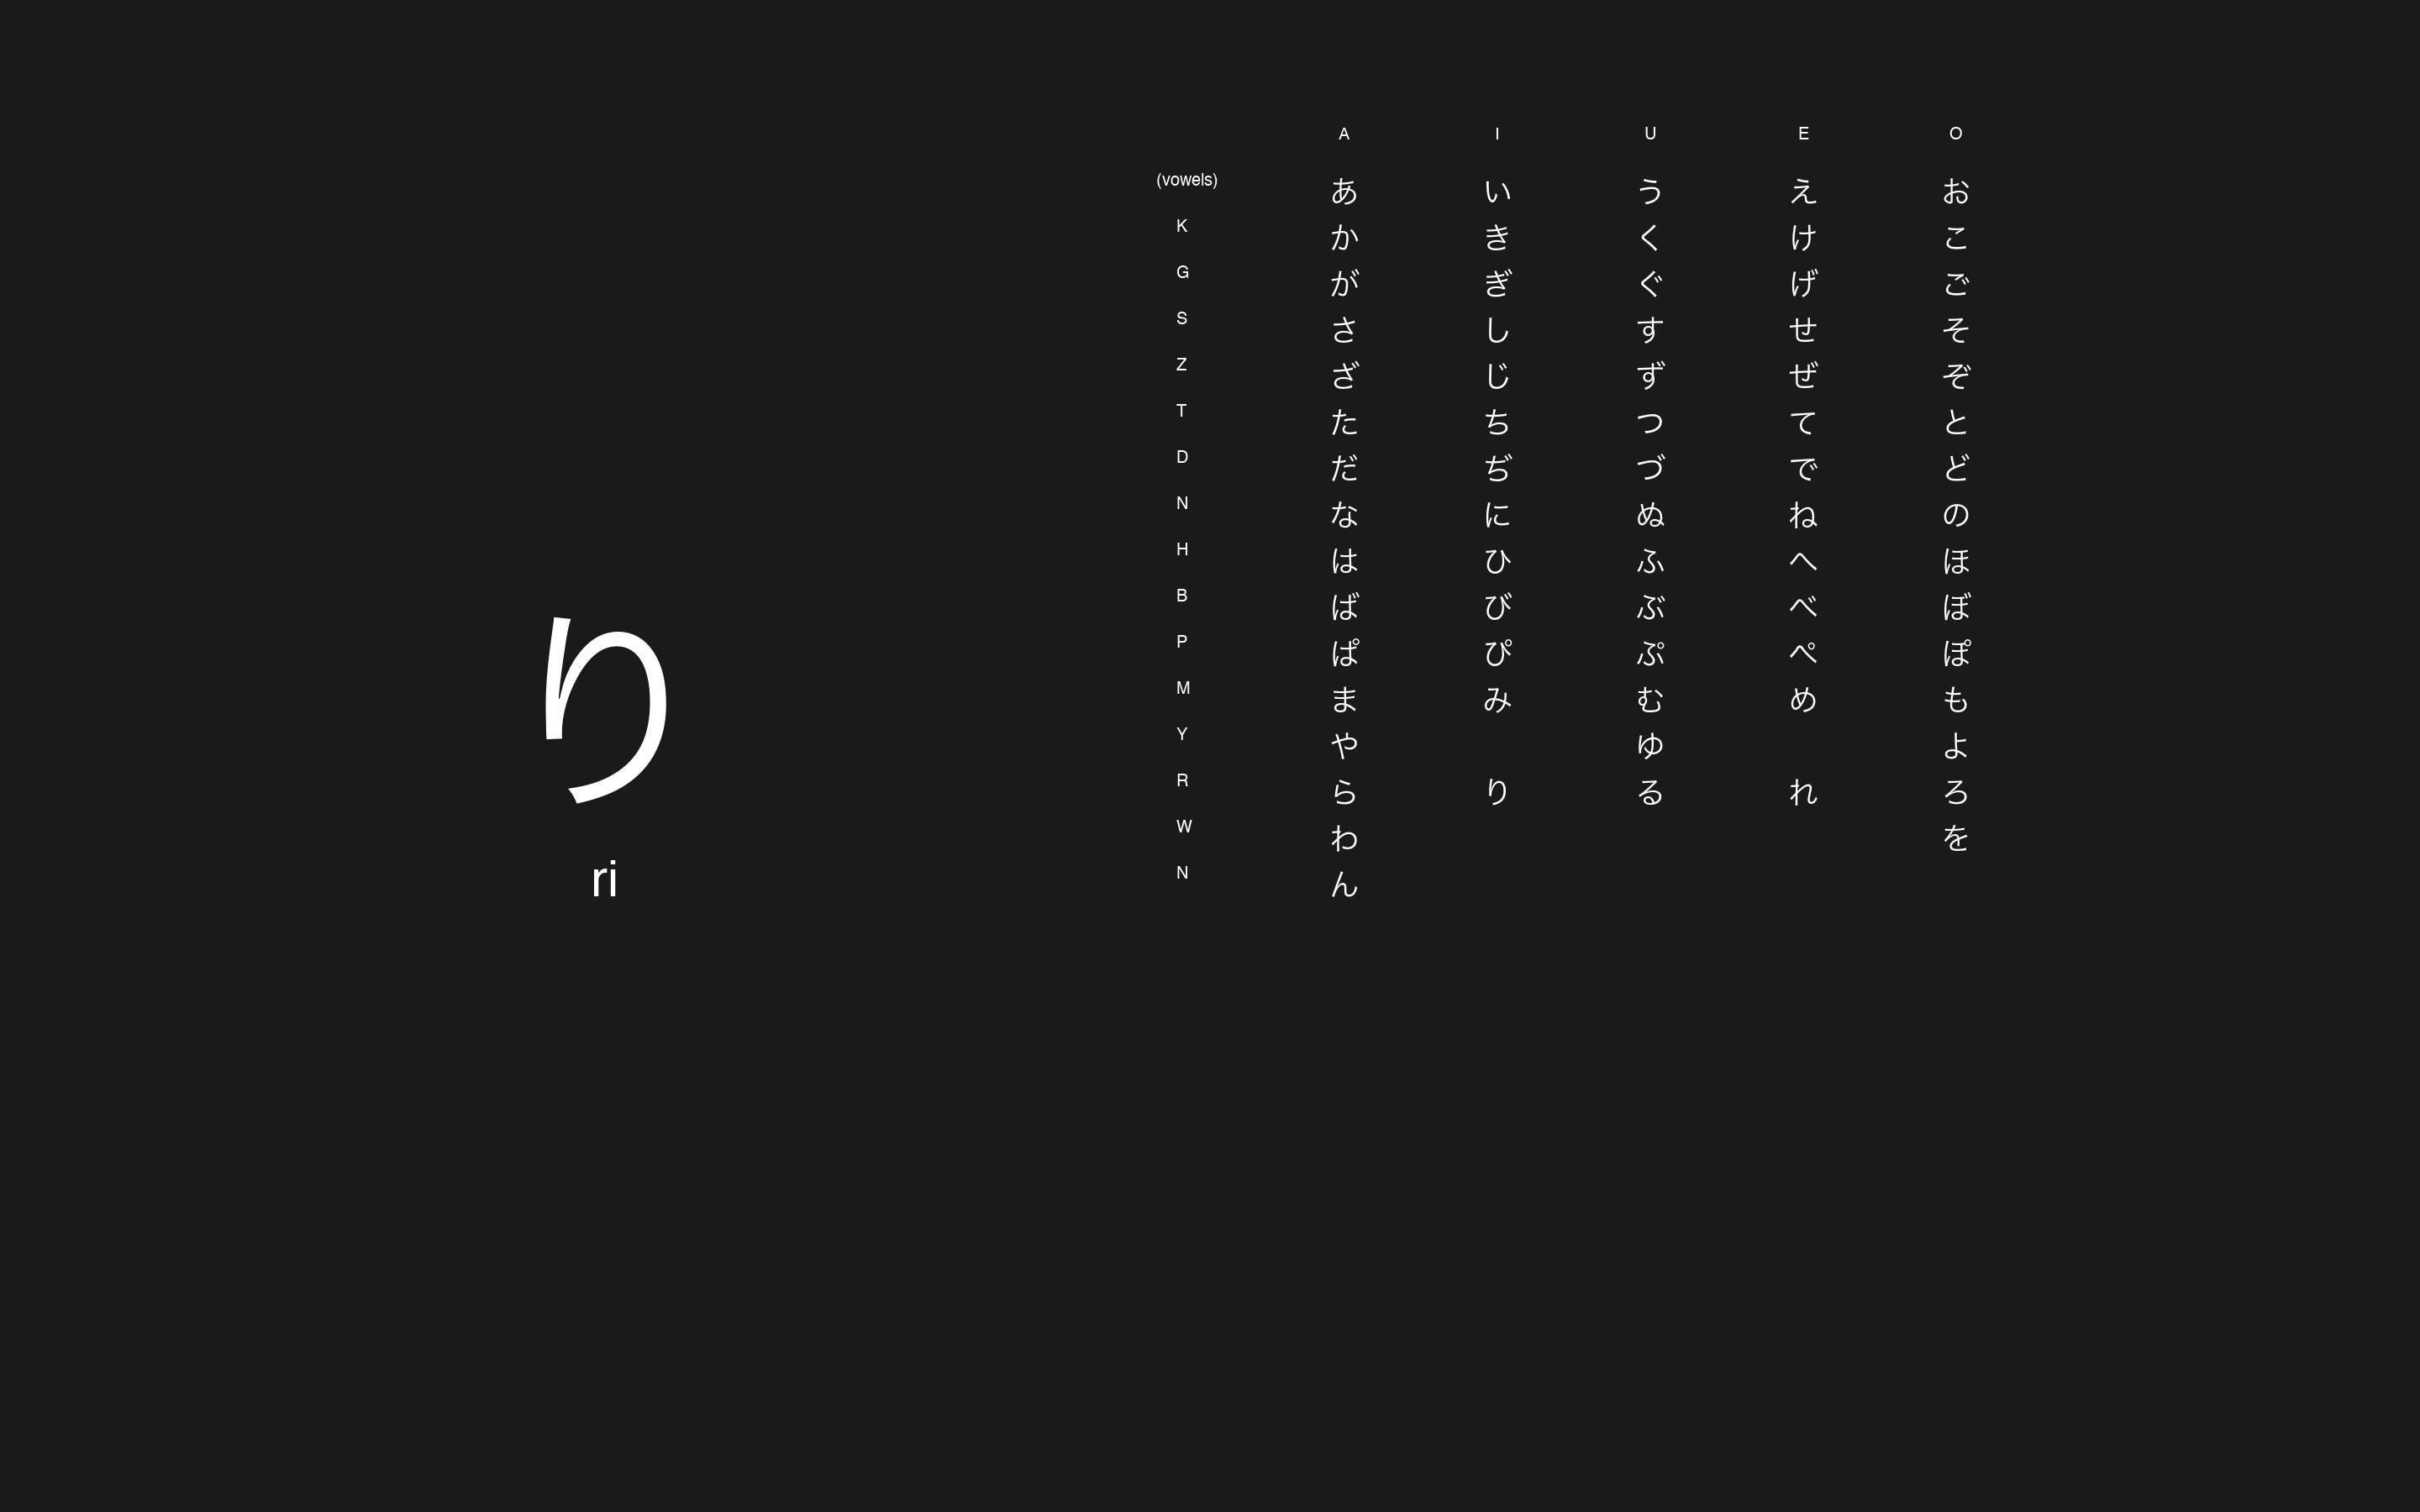 り
ri
A I U E O
(vowels) あ い う え お
K か き く け こ
G が ぎ ぐ げ ご
S さ し す せ そ
Z ざ じ ず ぜ ぞ
T た ち つ て と
D だ ぢ づ で ど
N な に ぬ ね の
H は ひ ふ へ ほ
B ば び ぶ べ ぼ
P ぱ ぴ ぷ ぺ ぽ
M ま み む め も
Y や ゆ よ
R ら り る れ ろ
W わ を
N ん